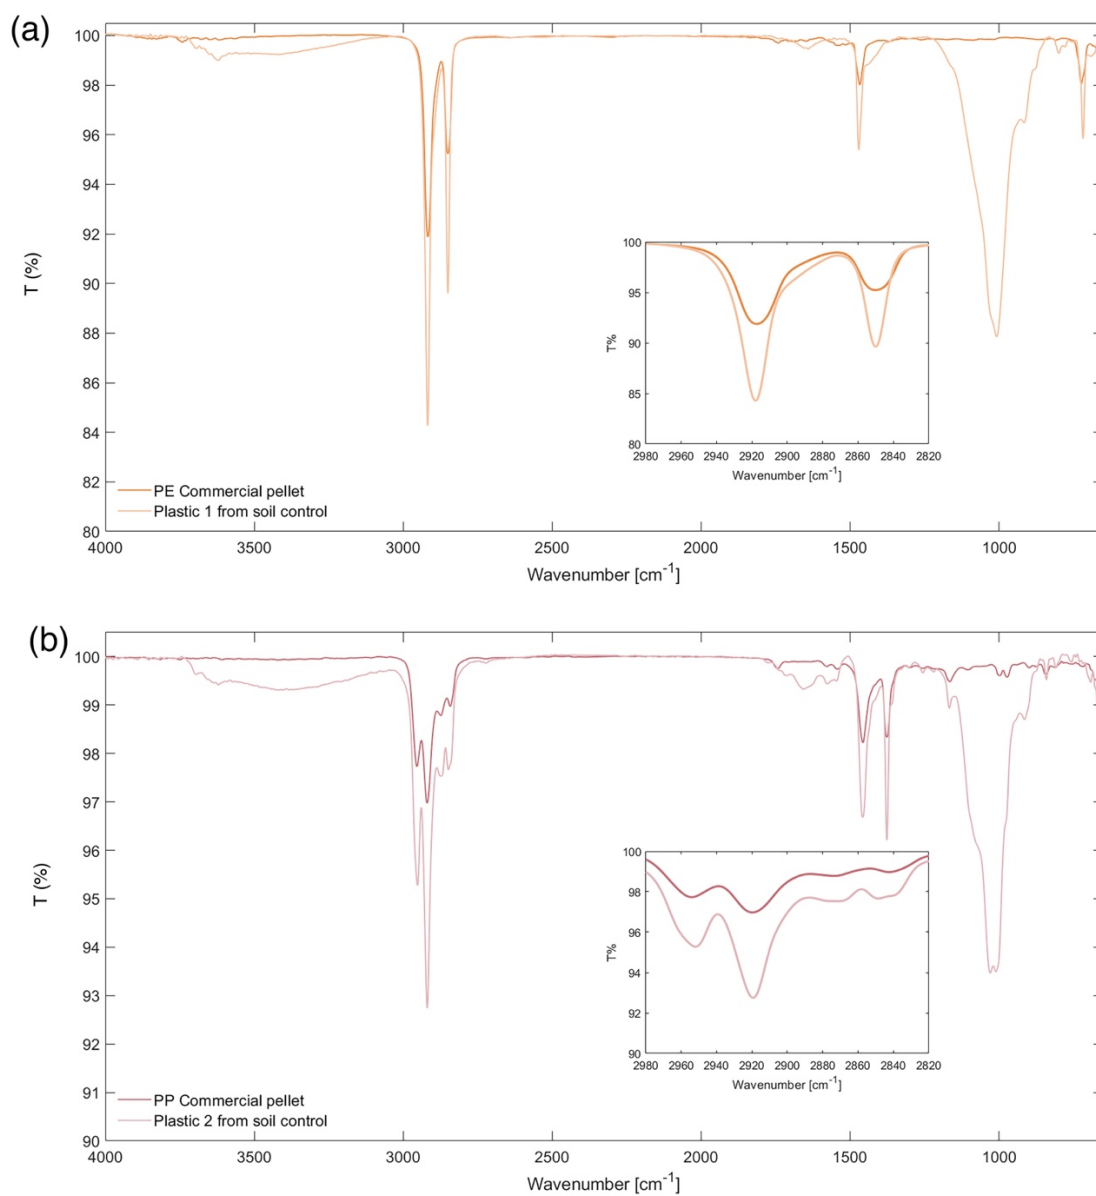 (a)
100
98
96
94
92
90
88
86
84
82
80
T (%)
4000 3500 3000 2500 2000 1500 1000
Wavenumber [cm-1]
PE Commercial pellet
Plastic 1 from soil control
100
95
90
85
80
T%
2980 2960 2940 2920 2900 2880 2860 2840 2820
Wavenumber [cm-1]
(b)
100
99
98
97
96
95
94
93
92
91
90
T (%)
4000 3500 3000 2500 2000 1500 1000
Wavenumber [cm-1]
PP Commercial pellet
Plastic 2 from soil control
100
98
96
94
92
90
T%
2980 2960 2940 2920 2900 2880 2860 2840 2820
Wavenumber [cm-1]